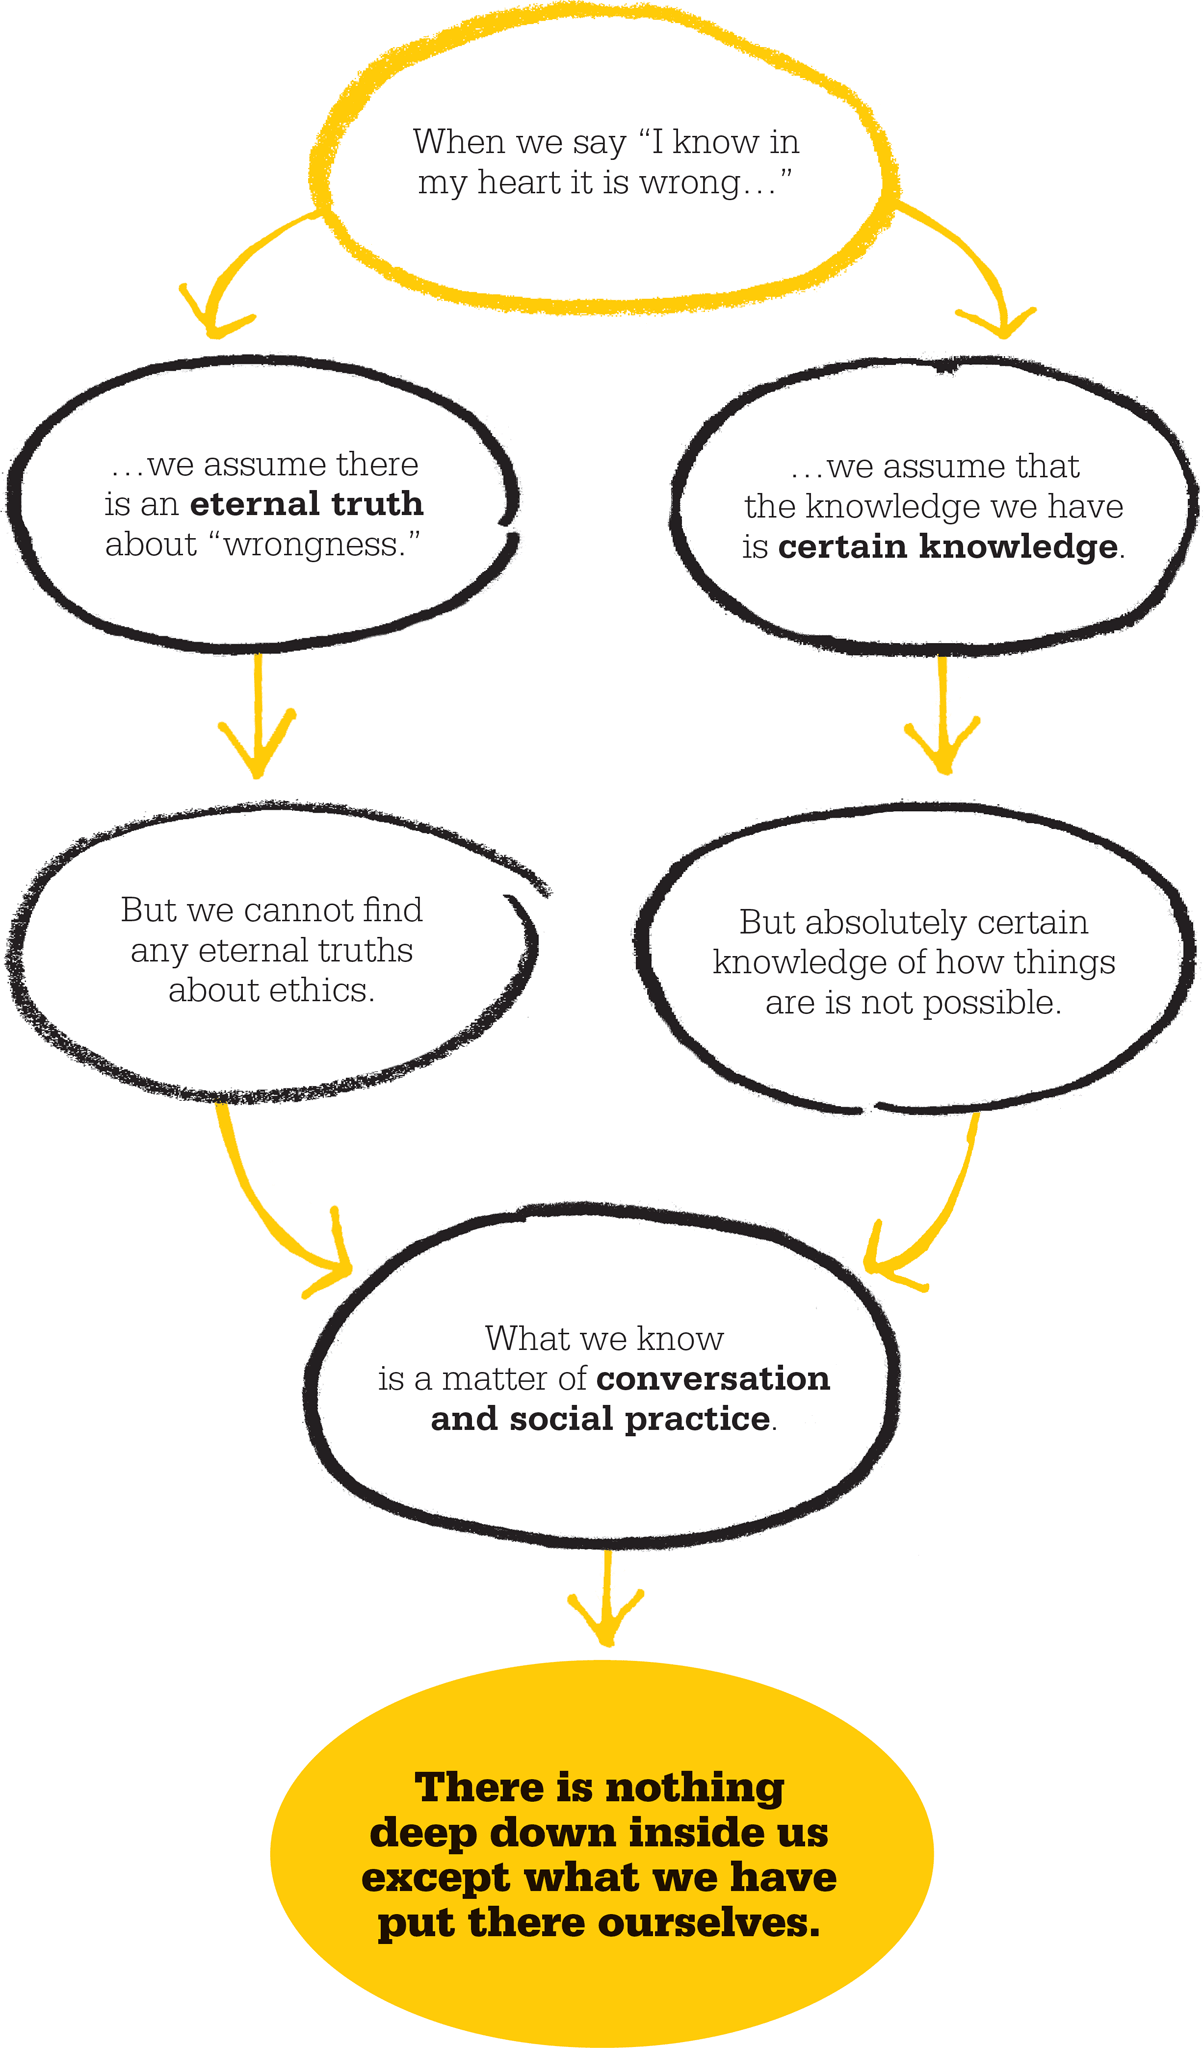 When we say “I know in
my heart it is wrong…”
…we assume there
is an eternal truth
about “wrongness.”
…we assume that
the knowledge we have
is certain knowledge.
But we cannot find
any eternal truths
about ethics.
But absolutely certain
knowledge of how things
are is not possible.
What we know
is a matter of conversation
and social practice.
There is nothing
deep down inside us
except what we have
put there ourselves.